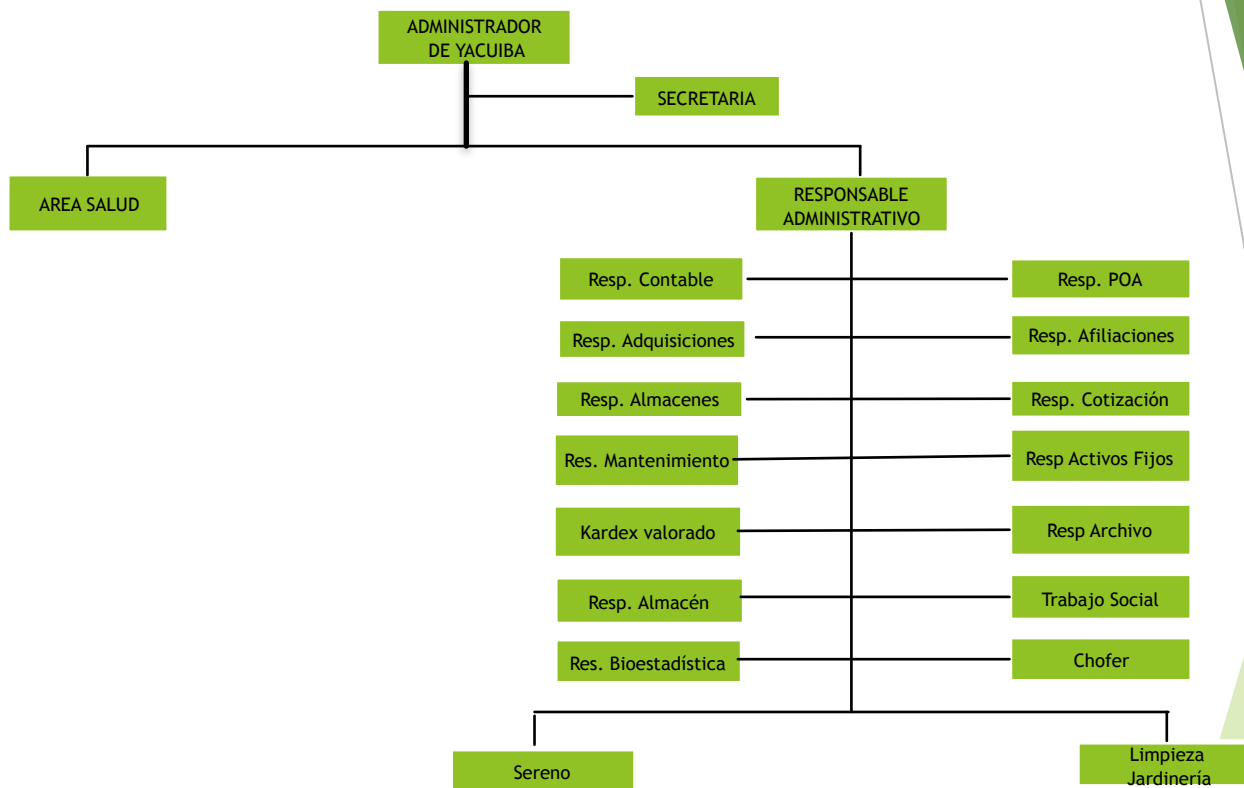 ADMINISTRADOR
DE YACUIBA
SECRETARIA
AREA SALUD
RESPONSABLE
ADMINISTRATIVO
Resp. Contable
Resp. POA
Resp. Adquisiciones
Resp. Afiliaciones
Resp. Almacenes
Resp. Cotización
Res. Mantenimiento
Resp Activos Fijos
Kardex valorado
Resp Archivo
Resp. Almacén
Trabajo Social
Res. Bioestadística
Chofer
Sereno
Limpieza
Jardinería